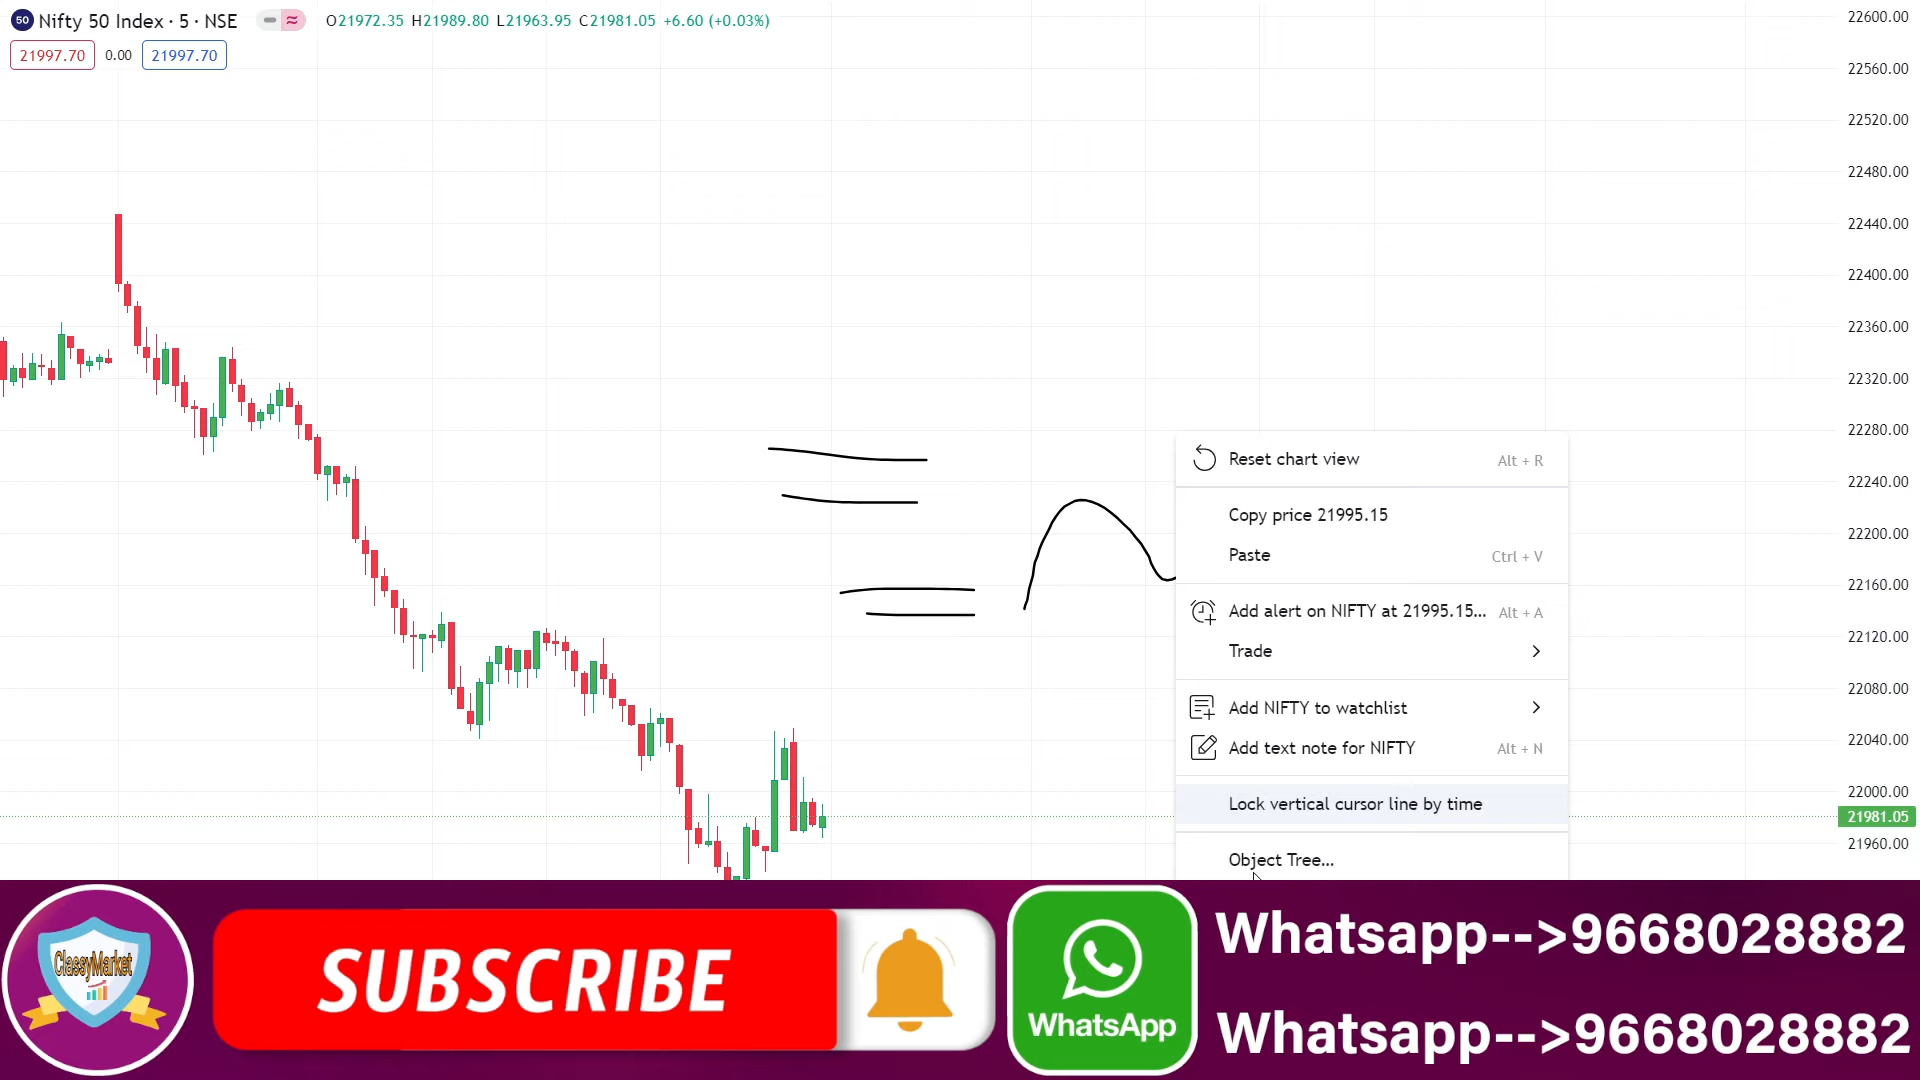 50 Nifty 50 Index · 5 · NSE O21972.35 H21989.80 L21963.95 C21981.05 +6.60 (+0.03%)
21997.70 0.00 21997.70
22600.00
22560.00
22520.00
22480.00
22440.00
22400.00
22360.00
22320.00
22280.00
22240.00
22200.00
22160.00
22120.00
22080.00
22040.00
22000.00
21981.05
21960.00
Reset chart view Alt + R
Copy price 21995.15
Paste Ctrl + V
Add alert on NIFTY at 21995.15... Alt + A
Trade
Add NIFTY to watchlist
Add text note for NIFTY Alt + N
Lock vertical cursor line by time
Object Tree...
ClassyMarket
SUBSCRIBE
WhatsApp
Whatsapp-->9668028882
Whatsapp-->9668028882